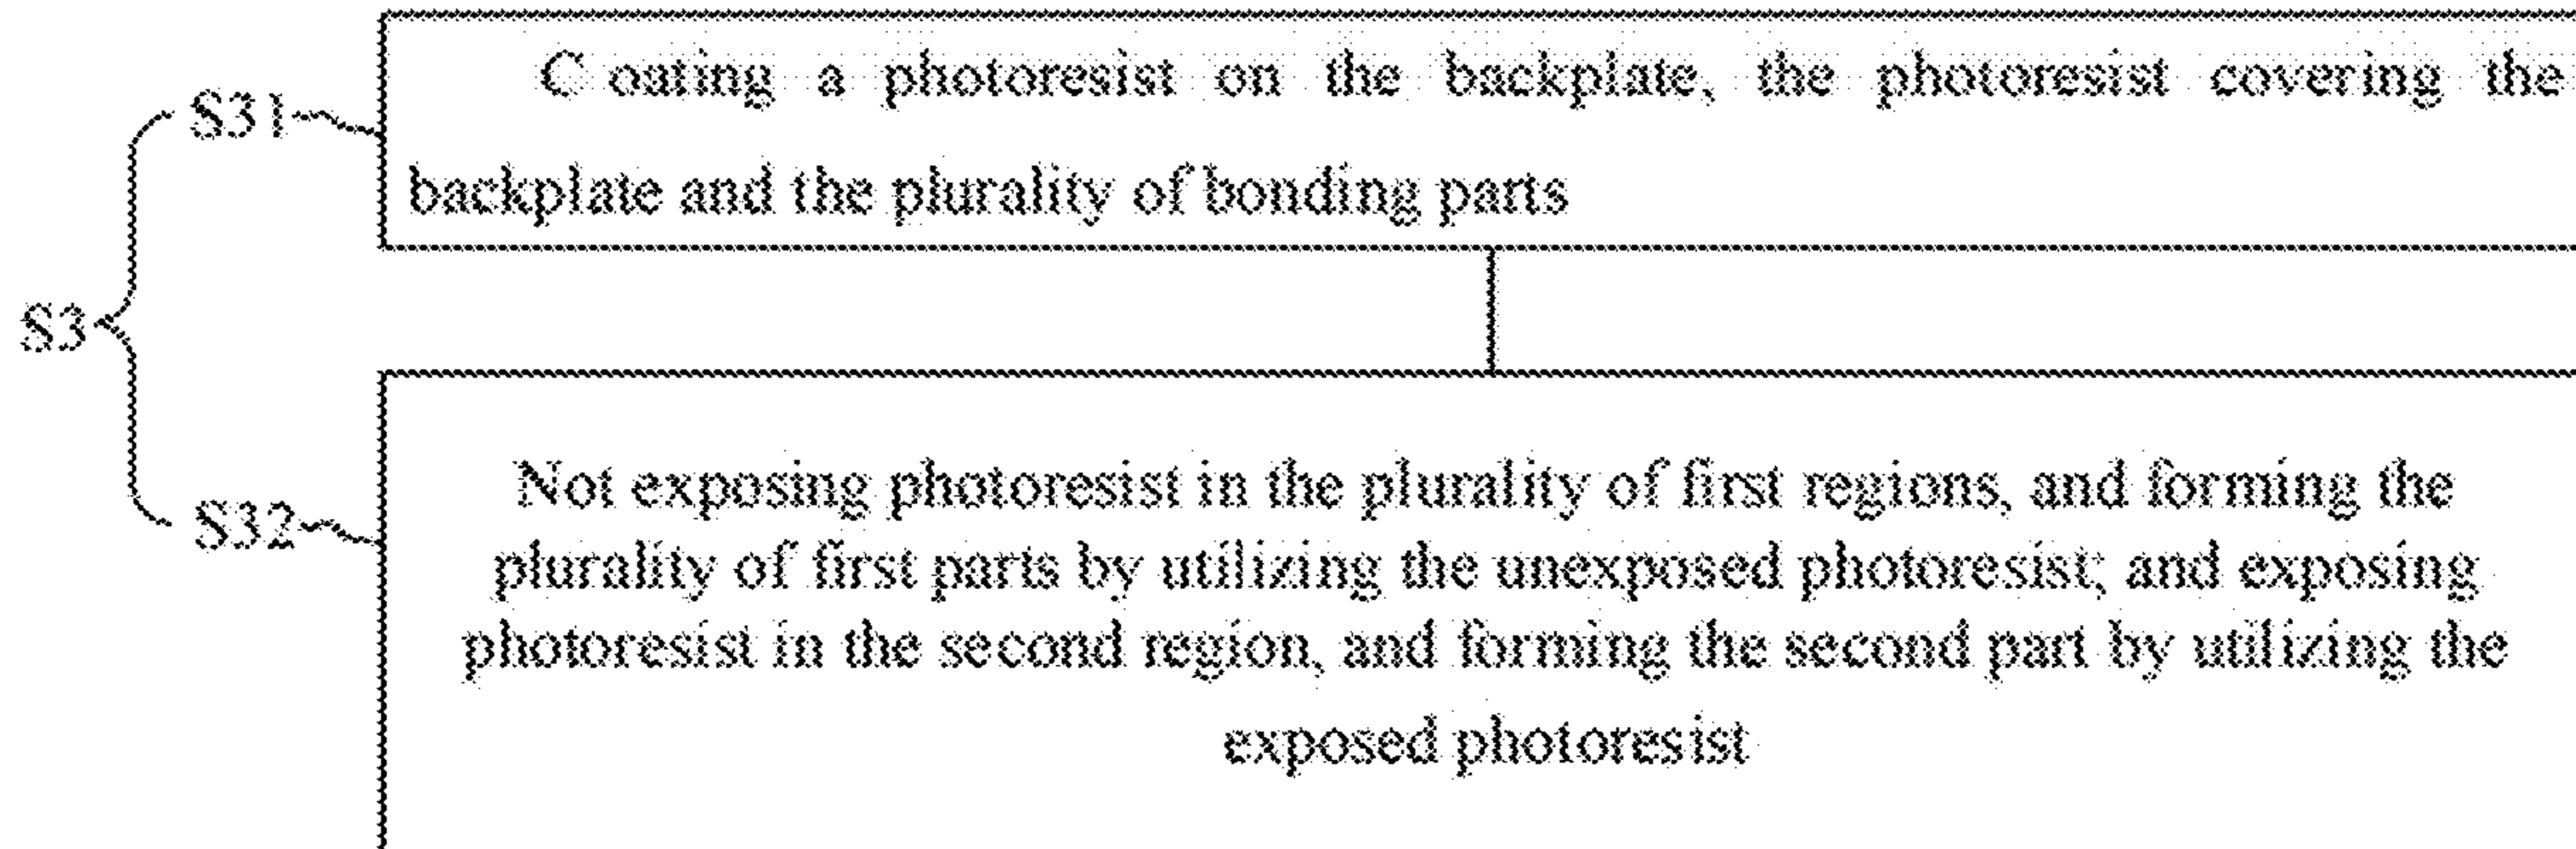 S31
C oating a photoresist on the backplate, the photoresist covering the
backplate and the plurality of bonding parts
S3
S32
Not exposing photoresist in the plurality of first regions, and forming the
plurality of first parts by utilizing the unexposed photoresist; and exposing
photoresist in the second region, and forming the second part by utilizing the
exposed photoresist